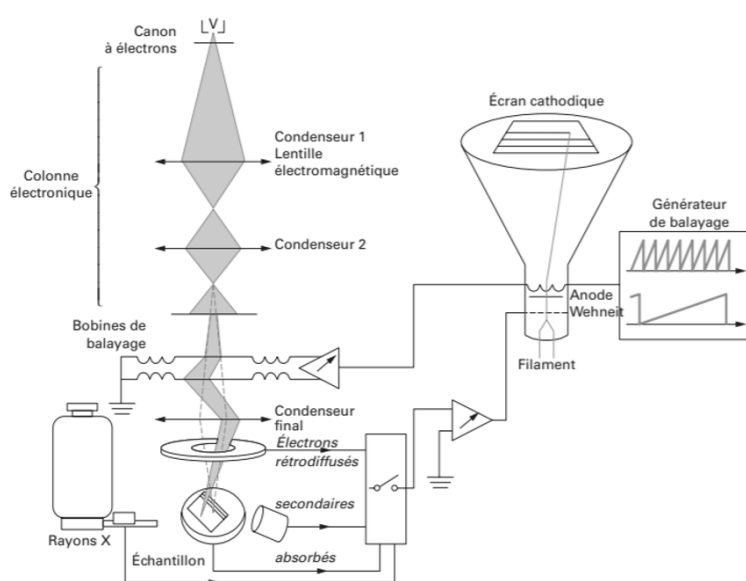 V
Canon
à électrons
Écran cathodique
Condenseur 1
Lentille
électromagnétique
Colonne
électronique
Générateur
de balayage
Condenseur 2
Anode
Wehneit
Bobines de
balayage
Filament
Condenseur
final
Électrons
rétrodiffusés
secondaires
Rayons X
Échantillon
absorbés